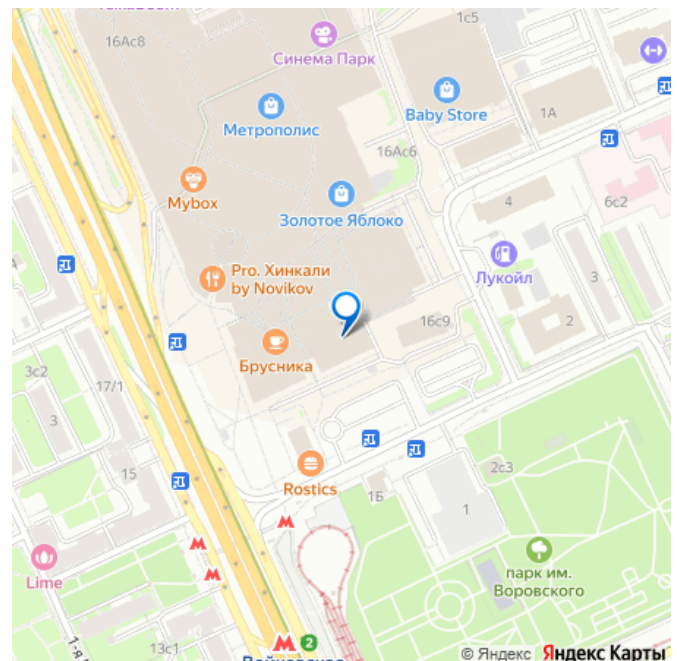 16Ас8
1с5
Синема Парк
Метрополис
Baby Store
1А
16Ас6
Mybox
Золотое Яблоко
4
6с2
Pro. Хинкали
by Novikov
Лукойл
3
16с9
2
Брусника
3с2
17/1
3
15
Rostics
2с3
1Б
1
Lime
парк им.
Воровского
13с1
2
Войковская
© Яндекс Яндекс Карты